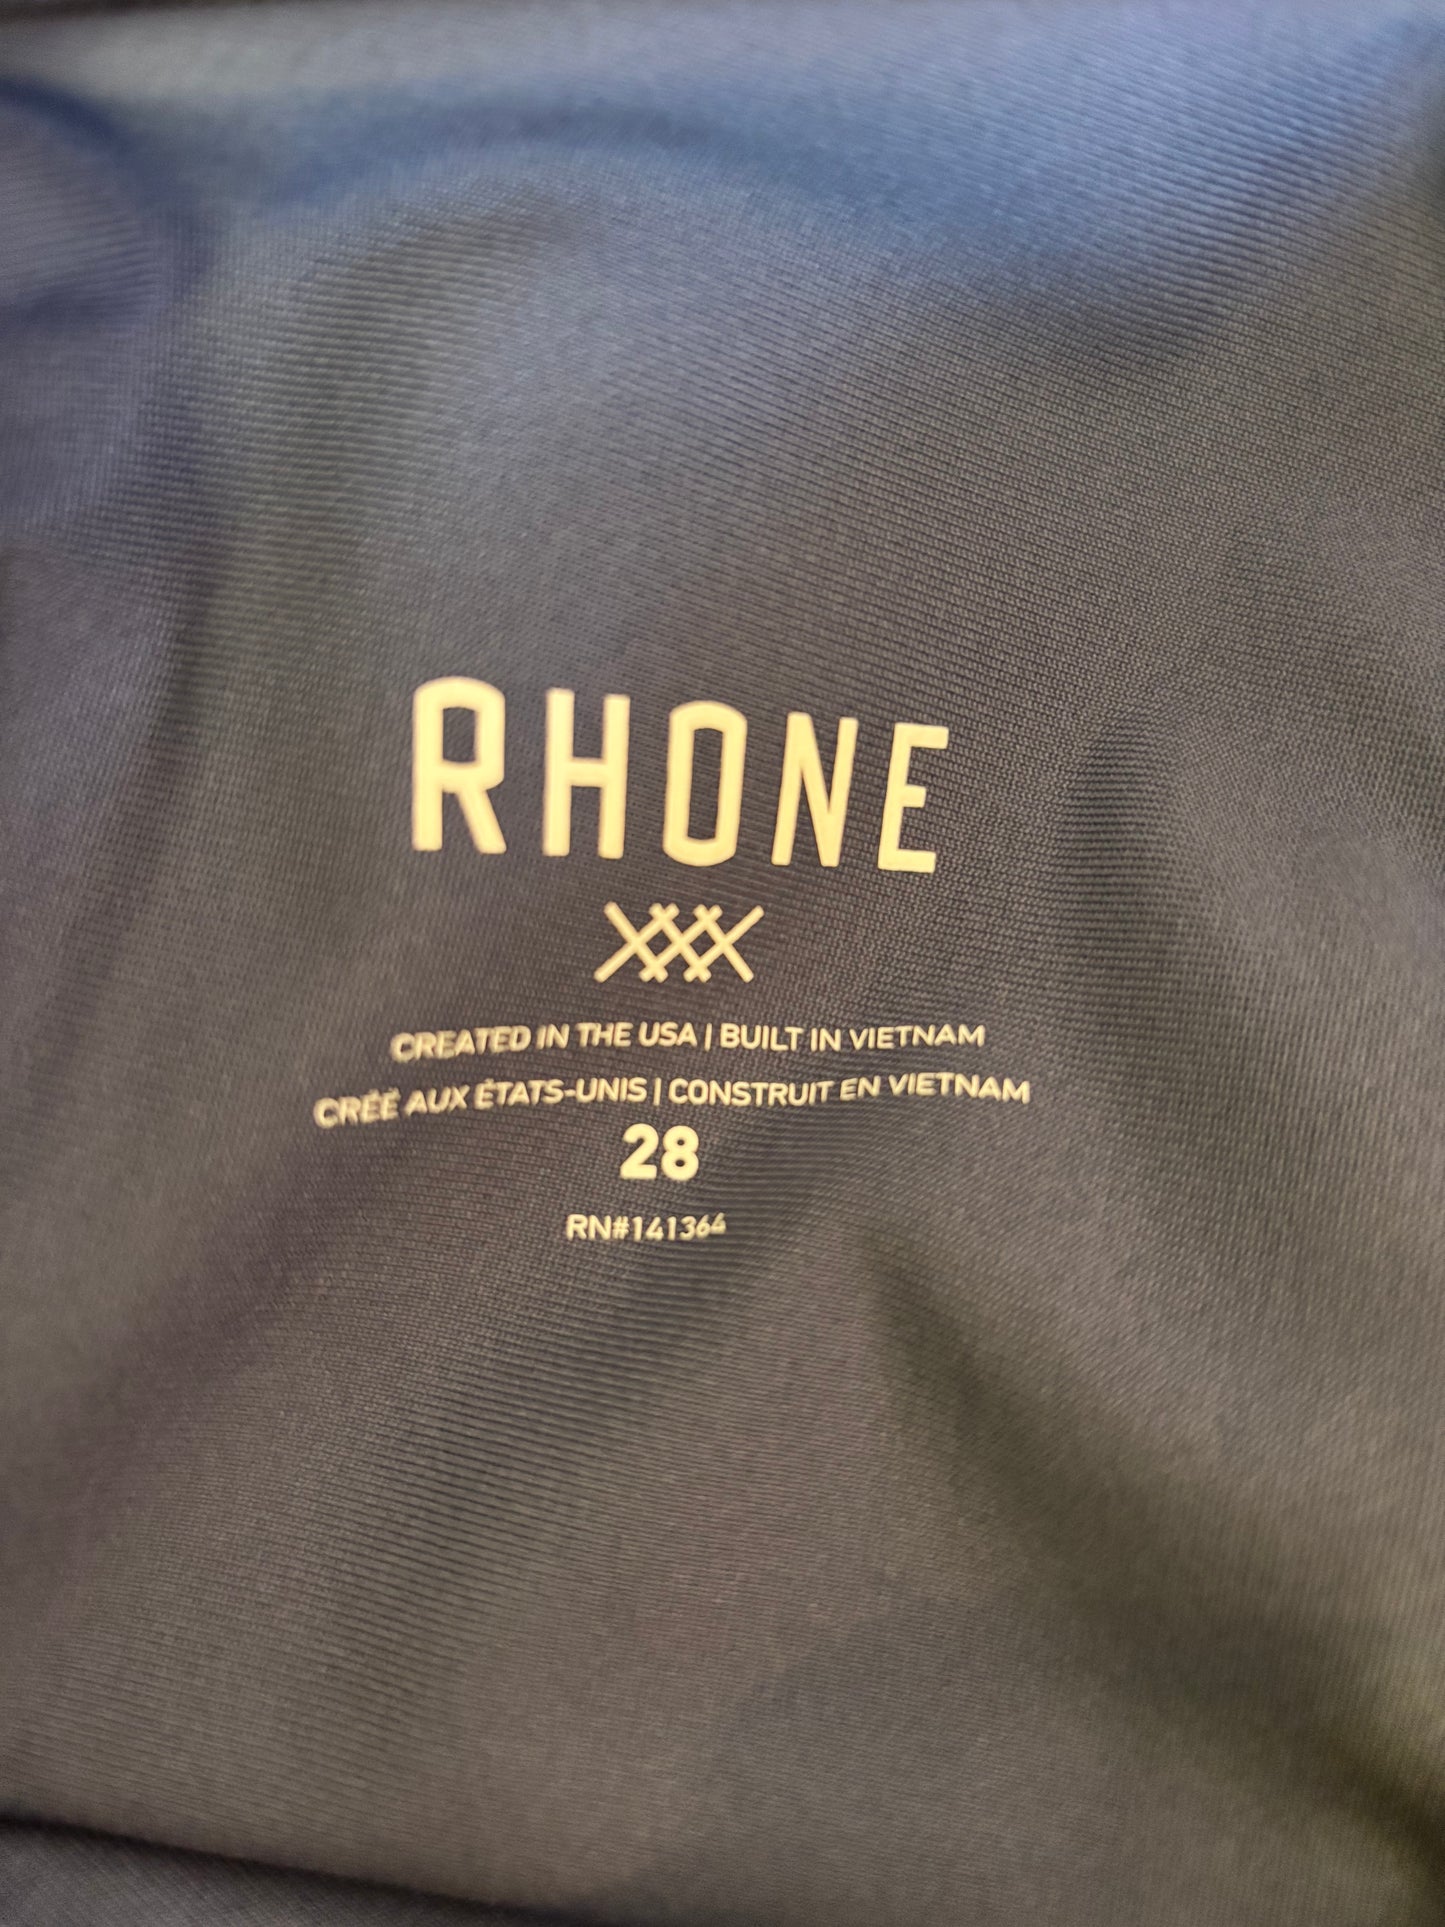 RHONE
CREATED IN THE USA | BUILT IN VIETNAM
CRÉÉ AUX ÉTATS-UNIS | CONSTRUIT EN VIETNAM
28
RN#141364